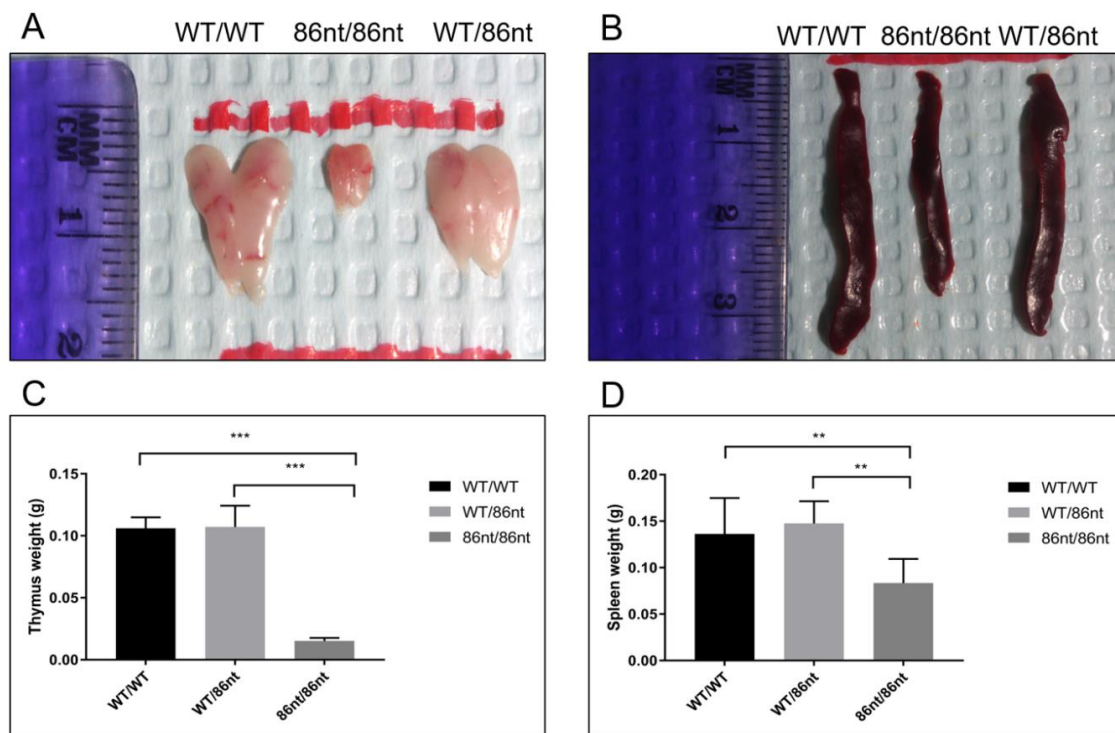 A
WT/WT 86nt/86nt WT/86nt
MM
CM
1
2
B
WT/WT 86nt/86nt WT/86nt
MM
CM
1
2
3
C
***
***
Thymus weight (g)
0.15
0.10
0.05
0.00
WT/WT
WT/86nt
86nt/86nt
WT/WT
WT/86nt
86nt/86nt
D
**
**
Spleen weight (g)
0.20
0.15
0.10
0.05
0.00
WT/WT
WT/86nt
86nt/86nt
WT/WT
WT/86nt
86nt/86nt